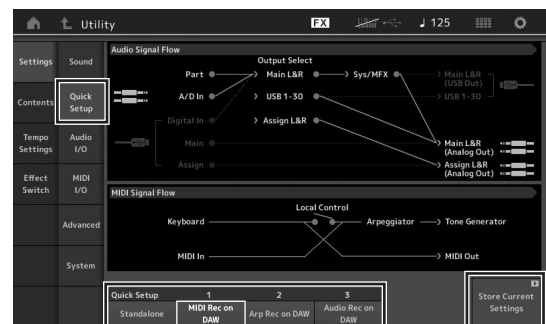 Utility
FX
125
Settings
Sound
Contents
Quick
Setup
Tempo
Settings
Audio
I/O
Effect
Switch
MIDI
I/O
Advanced
System
Audio Signal Flow
Output Select
Part
Main L&R
Sys/MFX
Main L&R
(USB Out)
A/D In
USB 1-30
USB 1-30
Digital In
Assign L&R
Main
Main L&R
(Analog Out)
Assign
Assign L&R
(Analog Out)
MIDI Signal Flow
Local Control
Keyboard
Arpeggiator
Tone Generator
MIDI In
MIDI Out
Quick Setup
1
2
3
Standalone
MIDI Rec on
DAW
Arp Rec on DAW
Audio Rec on
DAW
Store Current
Settings